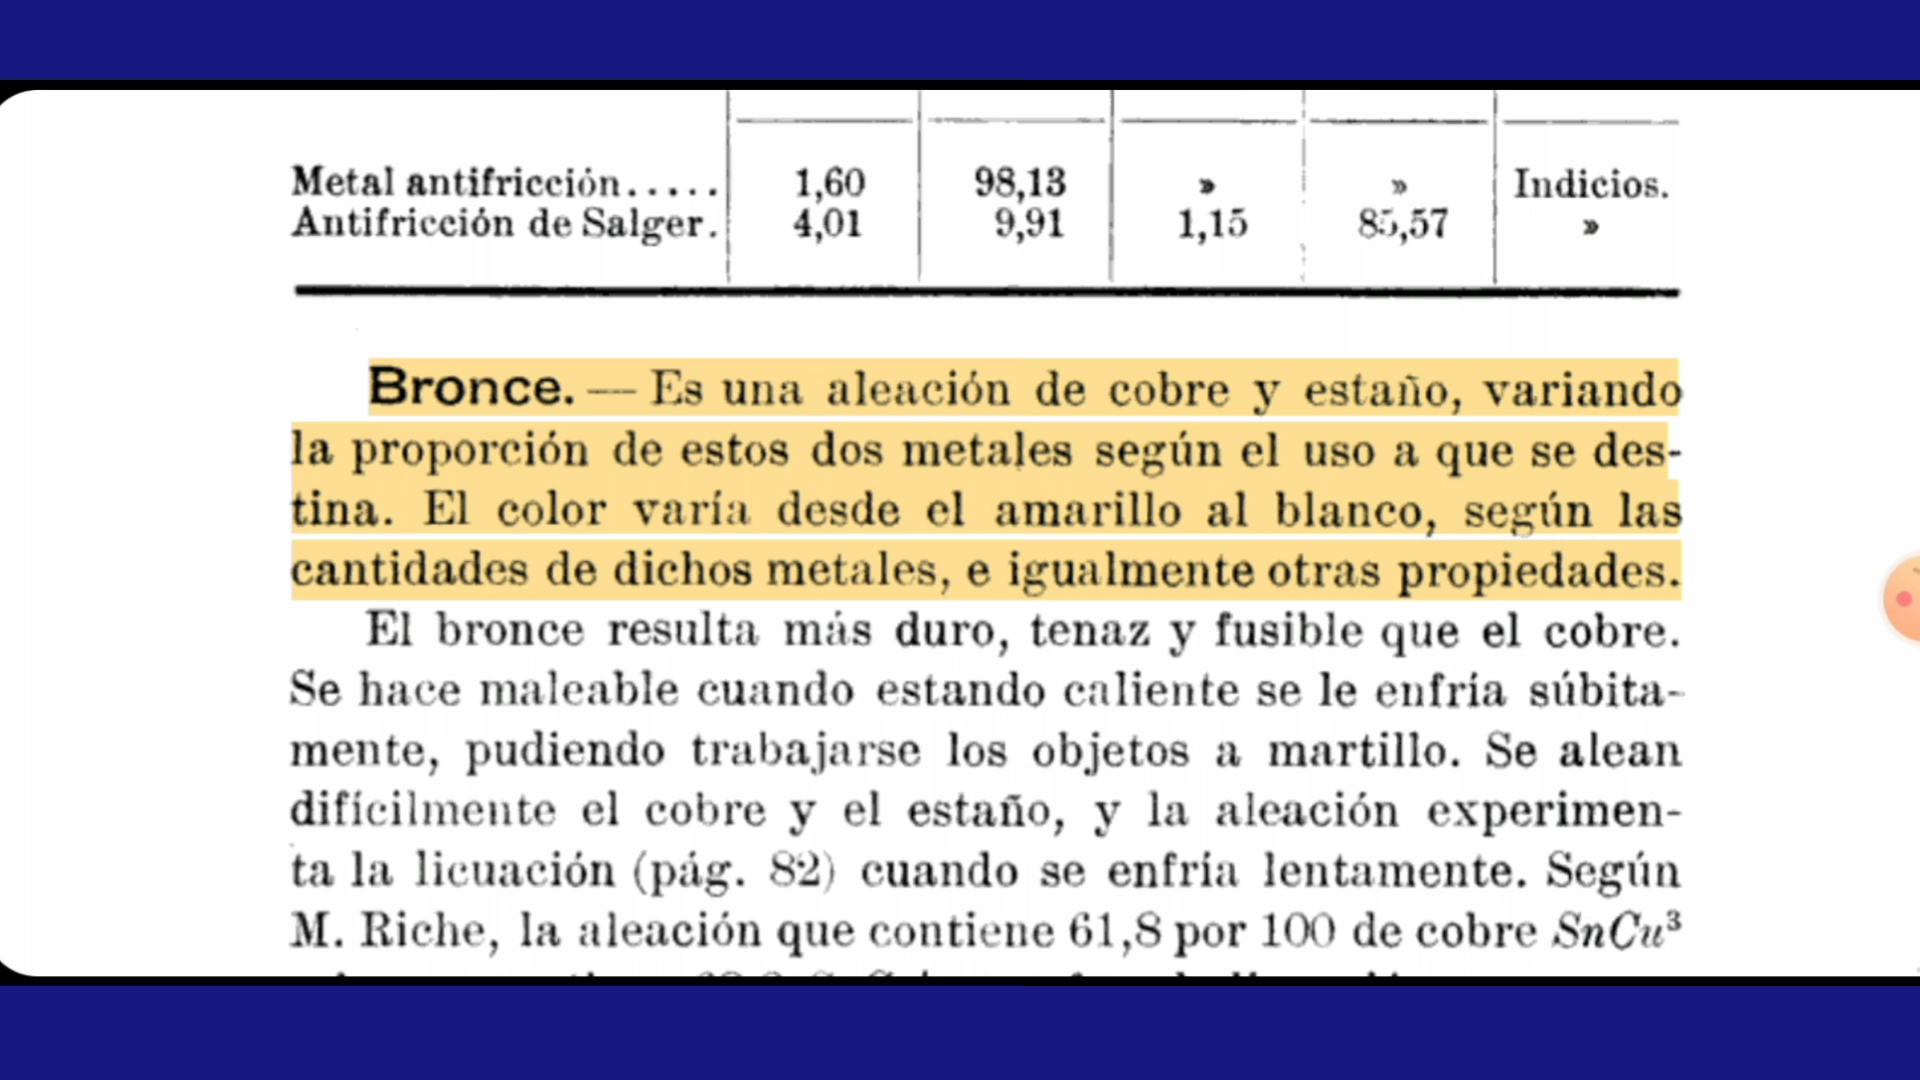 Metal antifricción..... 1,60 98,13 » » Indicios.
Antifricción de Salger. 4,01 9,91 1,15 85,57 »
Bronce. — Es una aleación de cobre y estaño, variando
la proporción de estos dos metales según el uso a que se des-
tina. El color varía desde el amarillo al blanco, según las
cantidades de dichos metales, e igualmente otras propiedades.
El bronce resulta más duro, tenaz y fusible que el cobre.
Se hace maleable cuando estando caliente se le enfría súbita-
mente, pudiendo trabajarse los objetos a martillo. Se alean
difícilmente el cobre y el estaño, y la aleación experimen-
ta la licuación (pág. 82) cuando se enfría lentamente. Según
M. Riche, la aleación que contiene 61,8 por 100 de cobre SnCu³